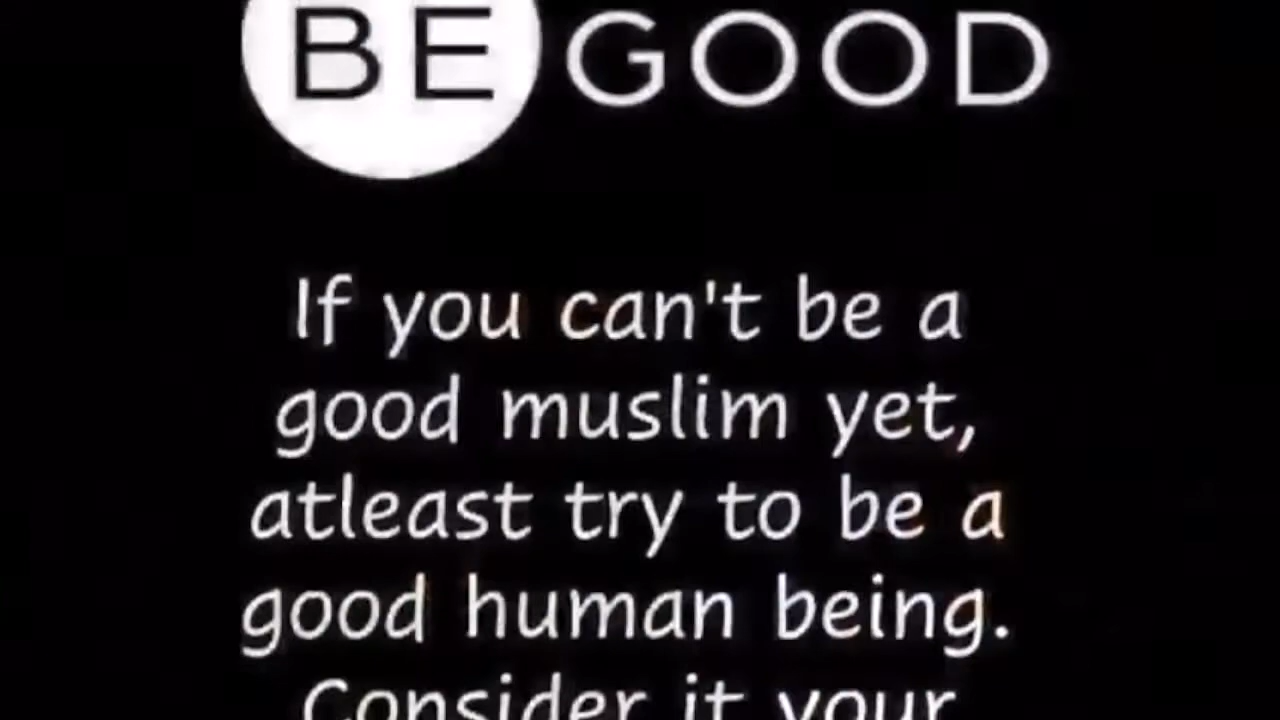 BE GOOD
If you can't be a
good muslim yet,
atleast try to be a
good human being.
Consider it your